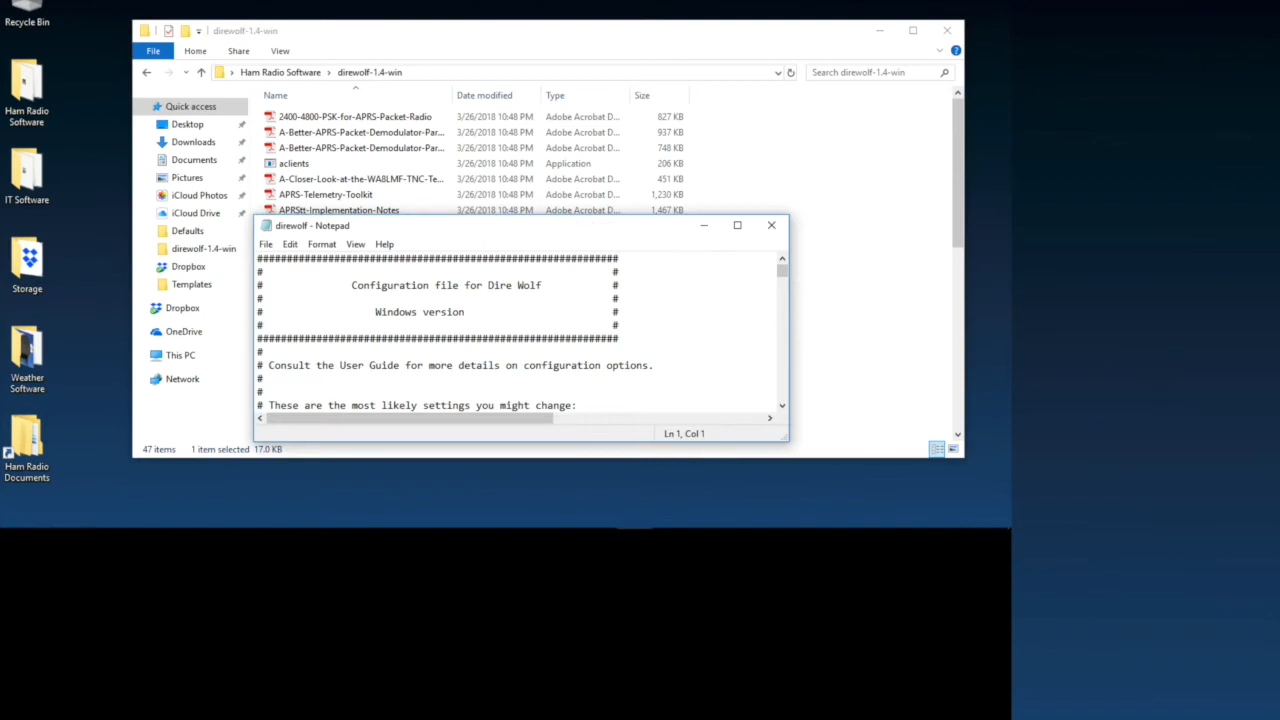 Recycle Bin
Ham Radio
Software
IT Software
Storage
Weather
Software
Ham Radio
Documents
direwolf-1.4-win
File Home Share View
Ham Radio Software > direwolf-1.4-win
Search direwolf-1.4-win
Quick access
Desktop
Downloads
Documents
Pictures
iCloud Photos
iCloud Drive
Defaults
direwolf-1.4-win
Dropbox
Templates
Dropbox
OneDrive
This PC
Network
Name Date modified Type Size
2400-4800-PSK-for-APRS-Packet-Radio 3/26/2018 10:48 PM Adobe Acrobat D... 827 KB
A-Better-APRS-Packet-Demodulator-Par... 3/26/2018 10:48 PM Adobe Acrobat D... 937 KB
A-Better-APRS-Packet-Demodulator-Par... 3/26/2018 10:48 PM Adobe Acrobat D... 748 KB
aclients 3/26/2018 10:48 PM Application 206 KB
A-Closer-Look-at-the-WA8LMF-TNC-Te... 3/26/2018 10:48 PM Adobe Acrobat D... 451 KB
APRS-Telemetry-Toolkit 3/26/2018 10:48 PM Adobe Acrobat D... 1,230 KB
APRStt-Implementation-Notes 3/26/2018 10:48 PM Adobe Acrobat D... 1,467 KB
direwolf - Notepad
File Edit Format View Help
#############################################################
# #
# Configuration file for Dire Wolf #
# #
# Windows version #
# #
#############################################################
#
# Consult the User Guide for more details on configuration options.
#
#
# These are the most likely settings you might change:
Ln 1, Col 1
47 items 1 item selected 17.0 KB